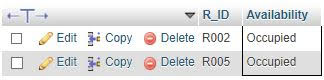 R_ID Availability
Edit Copy Delete R002 Occupied
Edit Copy Delete R005 Occupied